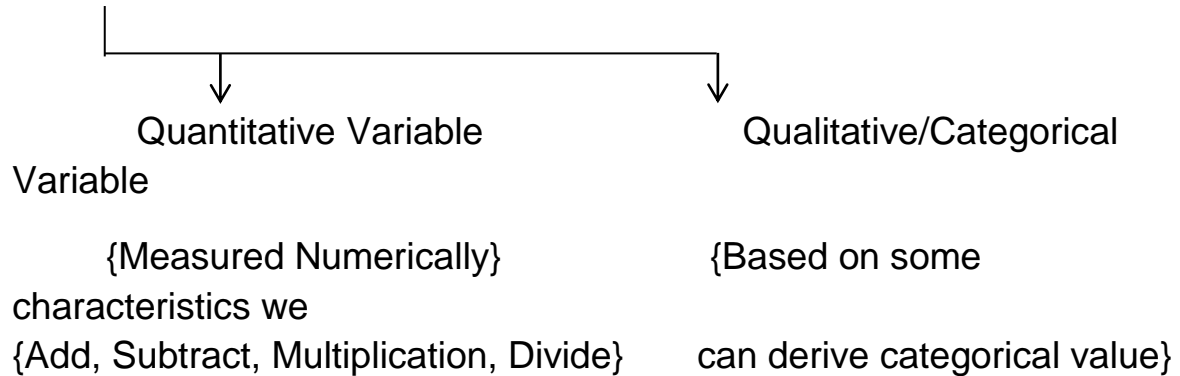 Quantitative Variable Qualitative/Categorical
Variable
{Measured Numerically} {Based on some
characteristics we
{Add, Subtract, Multiplication, Divide} can derive categorical value}